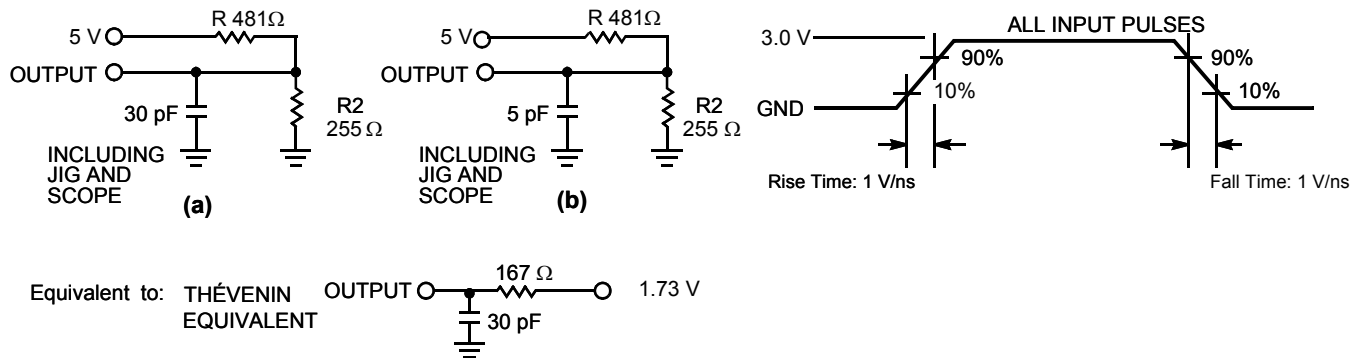 R 481Ω
5 V
OUTPUT
30 pF
R2
255 Ω
INCLUDING
JIG AND
SCOPE
(a)
R 481Ω
5 V
OUTPUT
5 pF
R2
255 Ω
INCLUDING
JIG AND
SCOPE
(b)
ALL INPUT PULSES
3.0 V
90%
10%
GND
90%
10%
Rise Time: 1 V/ns
Fall Time: 1 V/ns
Equivalent to: THÉVENIN
EQUIVALENT
OUTPUT
167 Ω
1.73 V
30 pF